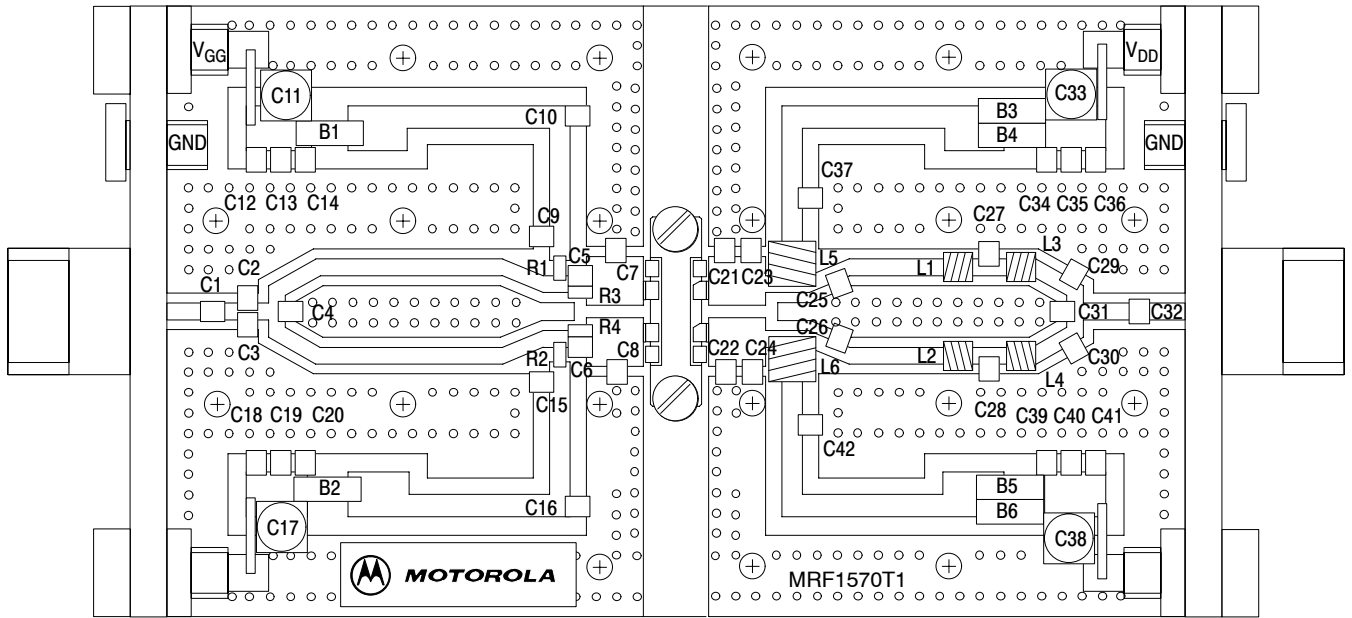 VGG
VDD
C11
C33
C10
B1
B3
B4
GND
GND
C37
C12 C13 C14
C34 C35 C36
C9
C27
L3
C2
C5
C7
L5
L1
C29
C1
R1
C21 C23
R3
C25
C4
C31 C32
C3
R4
C26
R2
C8
C22 C24
L2
C30
C6
L6
L4
C18 C19 C20
C15
C28
C39 C40 C41
C42
B2
B5
C16
B6
C17
C38
MOTOROLA
MRF1570T1